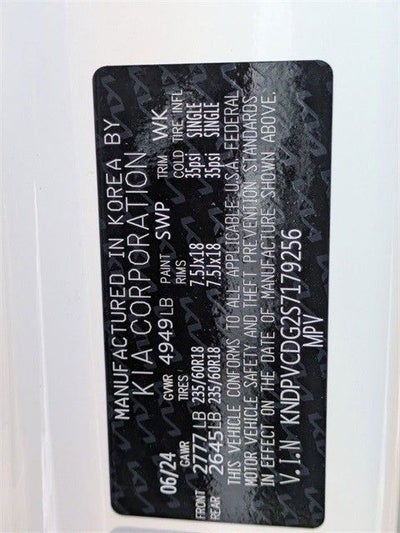 MANUFACTURED IN KOREA BY
KIA CORPORATION
06/24 GVWR 4949LB PAINT SWP TRIM WK
GAWR TIRES RIMS COLD TIRE INFL
FRONT 2777 LB 235/60R18 7.5Jx18 35psi SINGLE
REAR 2645LB 235/60R18 7.5Jx18 35psi SINGLE
THIS VEHICLE CONFORMS TO ALL APPLICABLE U.S.A. FEDERAL
MOTOR VEHICLE SAFETY AND THEFT PREVENTION STANDARDS
IN EFFECT ON THE DATE OF MANUFACTURE SHOWN ABOVE.
V.I.N KNDPVCDG2S7179256
MPV